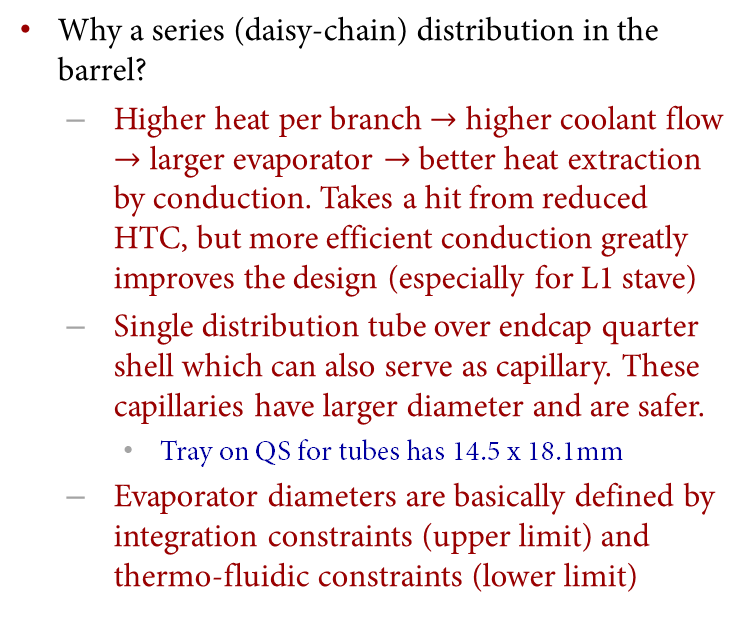 • Why a series (daisy-chain) distribution in the
barrel?
– Higher heat per branch → higher coolant flow
→ larger evaporator → better heat extraction
by conduction. Takes a hit from reduced
HTC, but more efficient conduction greatly
improves the design (especially for L1 stave)
– Single distribution tube over endcap quarter
shell which can also serve as capillary. These
capillaries have larger diameter and are safer.
• Tray on QS for tubes has 14.5 x 18.1mm
– Evaporator diameters are basically defined by
integration constraints (upper limit) and
thermo-fluidic constraints (lower limit)